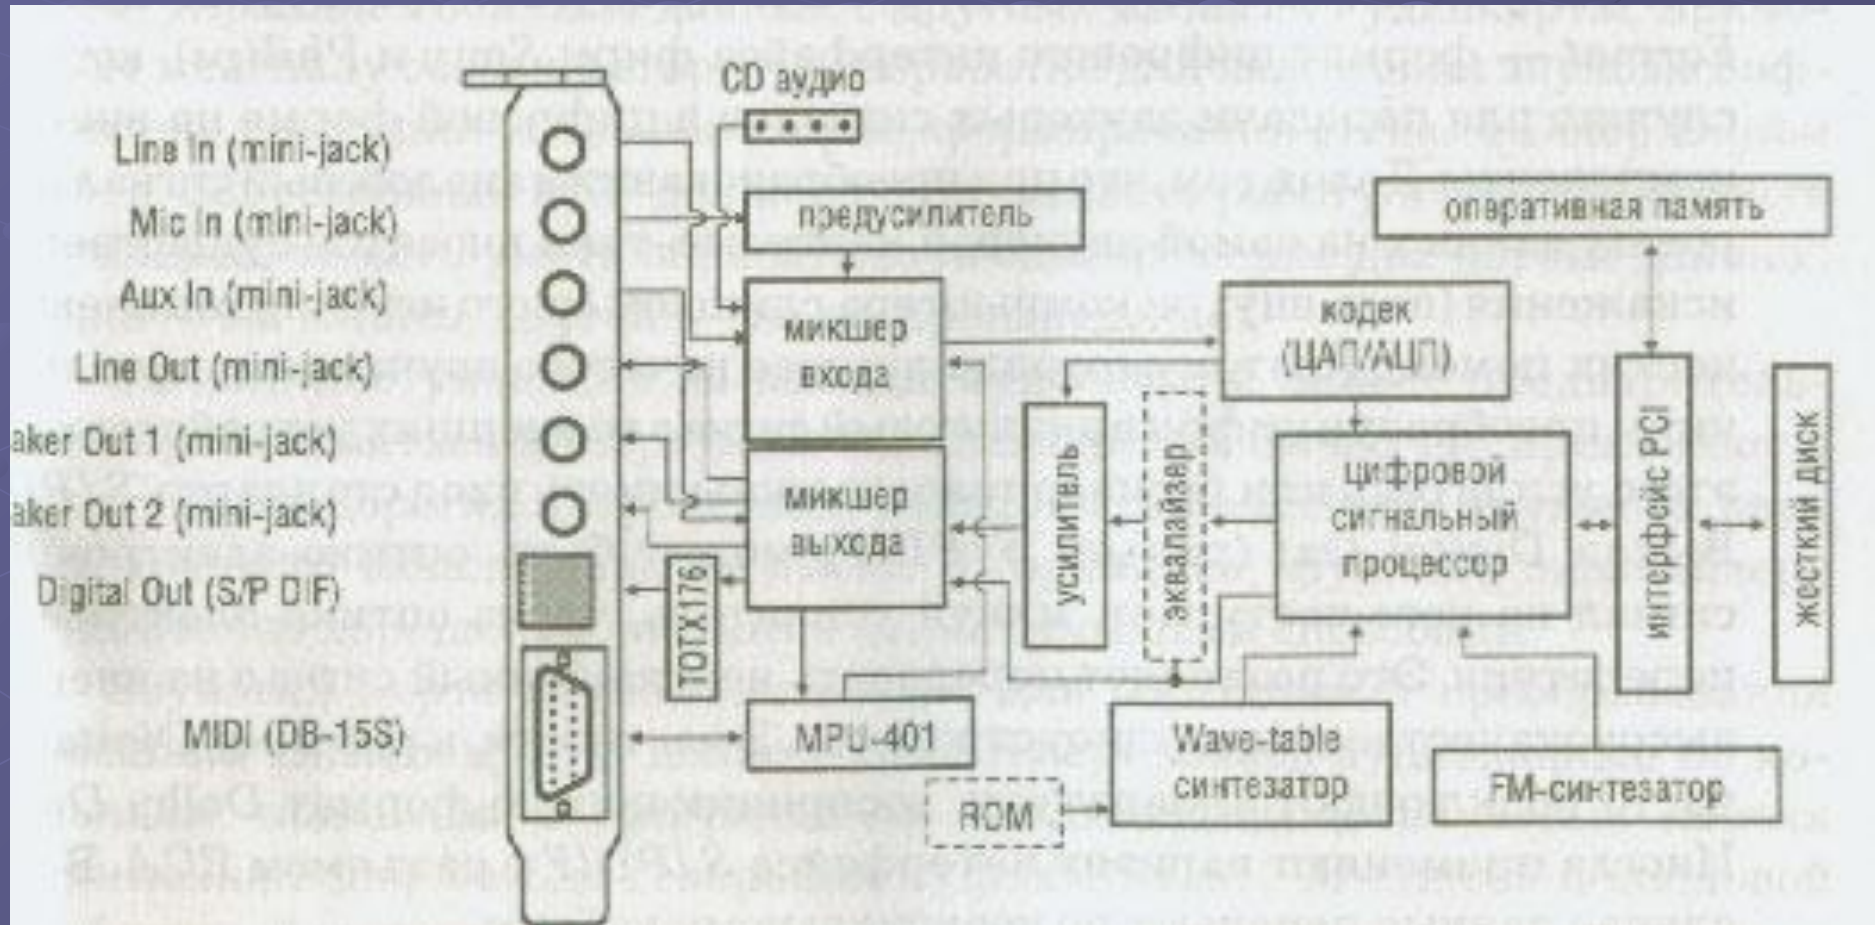 CD аудио
Line In (mini-jack)
Mic In (mini-jack)
Aux In (mini-jack)
Line Out (mini-jack)
aker Out 1 (mini-jack)
aker Out 2 (mini-jack)
Digital Out (S/P DIF)
MIDI (DB-15S)
предусилитель
оперативная память
микшер
входа
кодек
(ЦАП/АЦП)
микшер
выхода
усилитель
эквалайзер
цифровой
сигнальный
процессор
интерфейс PCI
жесткий диск
TOTX176
MPU-401
Wave-table
синтезатор
FM-синтезатор
ROM